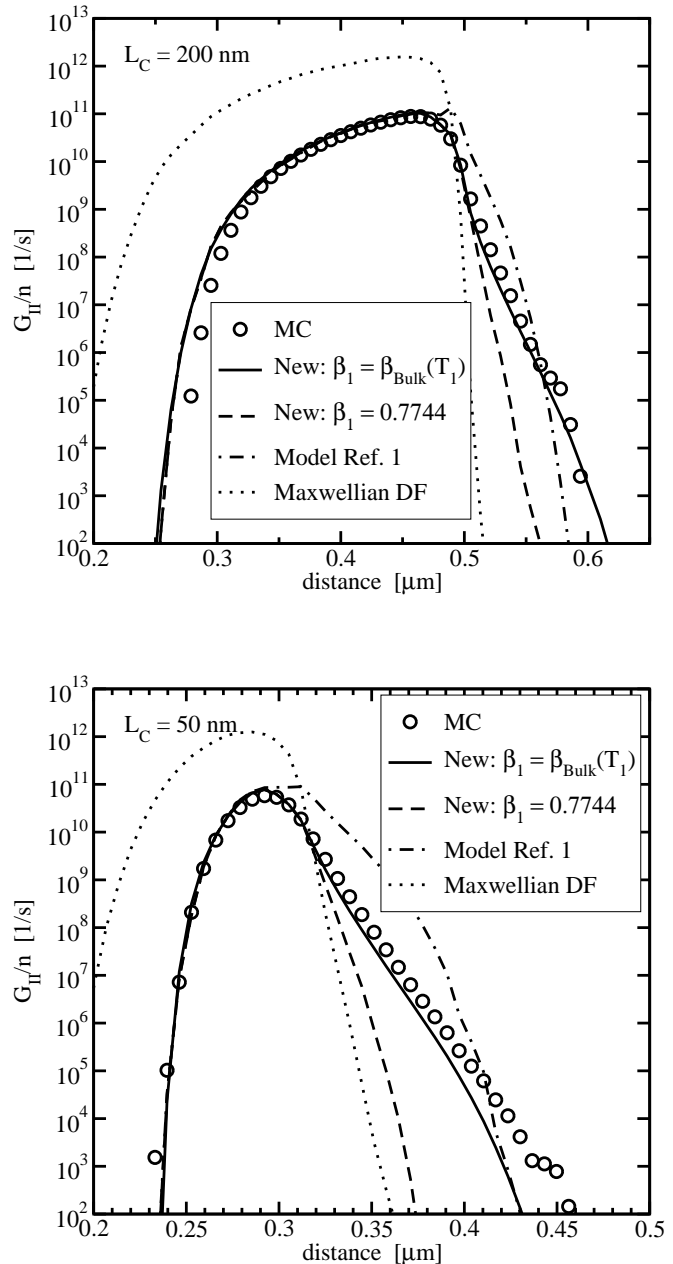 10^13
L_C = 200 nm
10^12
10^11
10^10
10^9
10^8
10^7
10^6
10^5
10^4
10^3
10^2
G_II/n [1/s]
MC
New: β_1 = β_Bulk(T_1)
New: β_1 = 0.7744
Model Ref. 1
Maxwellian DF
0.2 0.3 0.4 0.5 0.6
distance [μm]
10^13
L_C = 50 nm
10^12
10^11
10^10
10^9
10^8
10^7
10^6
10^5
10^4
10^3
10^2
G_II/n [1/s]
MC
New: β_1 = β_Bulk(T_1)
New: β_1 = 0.7744
Model Ref. 1
Maxwellian DF
0.2 0.25 0.3 0.35 0.4 0.45 0.5
distance [μm]